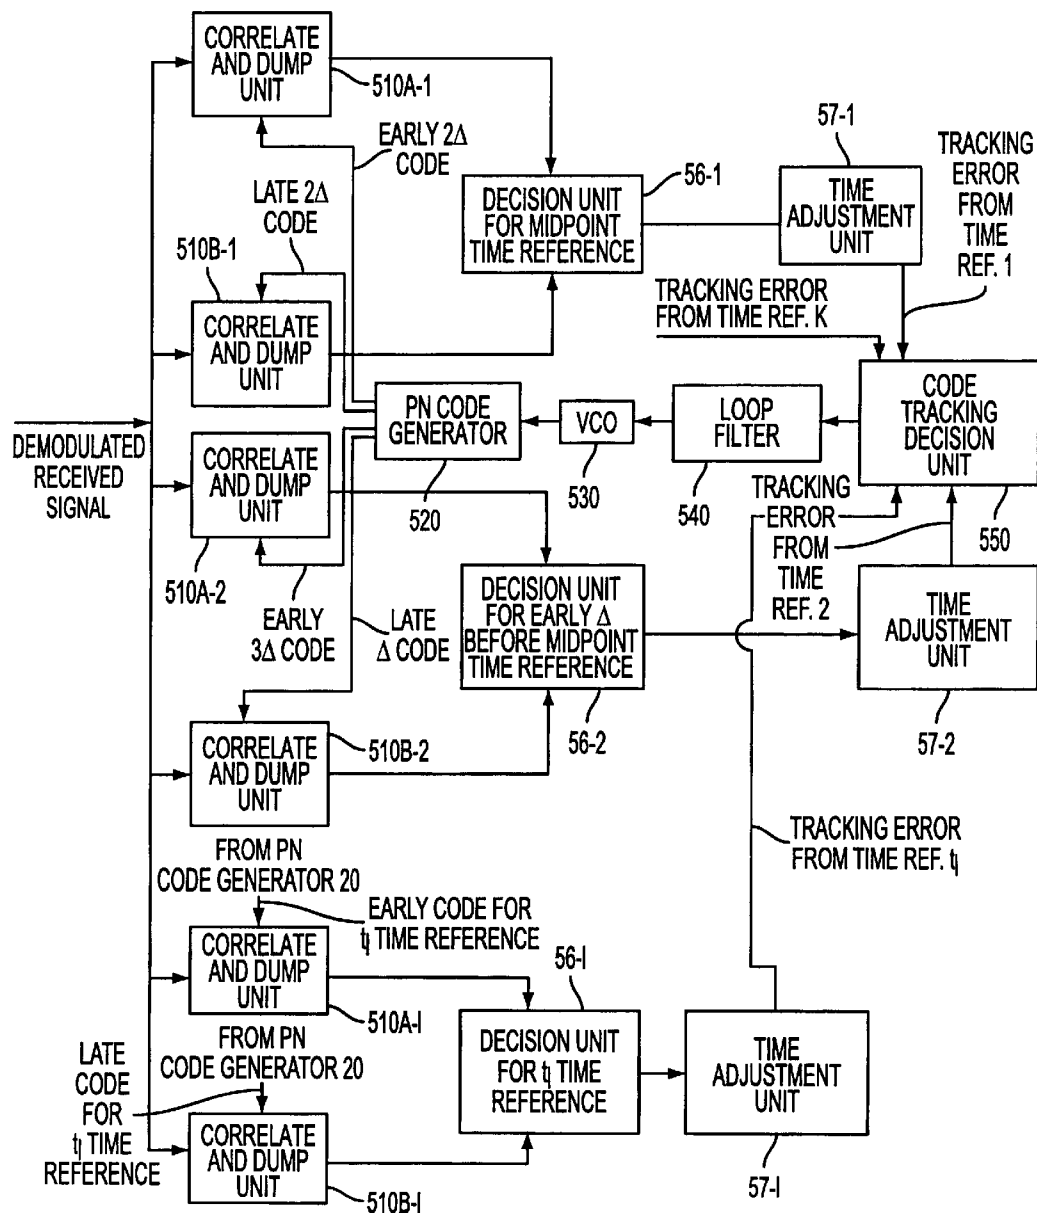 CORRELATE
AND DUMP
UNIT
510A-1
EARLY 2Δ
CODE
LATE 2Δ
CODE
510B-1
CORRELATE
AND DUMP
UNIT
DECISION UNIT
FOR MIDPOINT
TIME REFERENCE
56-1
57-1
TIME
ADJUSTMENT
UNIT
TRACKING
ERROR
FROM
TIME
REF. 1
TRACKING ERROR
FROM TIME REF. K
DEMODULATED
RECEIVED
SIGNAL
PN CODE
GENERATOR
520
VCO
530
LOOP
FILTER
540
CODE
TRACKING
DECISION
UNIT
550
CORRELATE
AND DUMP
UNIT
510A-2
EARLY
3Δ CODE
LATE
Δ CODE
TRACKING
ERROR
FROM
TIME
REF. 2
DECISION UNIT
FOR EARLY Δ
BEFORE MIDPOINT
TIME REFERENCE
56-2
TIME
ADJUSTMENT
UNIT
57-2
CORRELATE
AND DUMP
UNIT
510B-2
TRACKING ERROR
FROM TIME REF. tI
FROM PN
CODE GENERATOR 20
EARLY CODE FOR
tI TIME REFERENCE
CORRELATE
AND DUMP
UNIT
510A-I
56-I
DECISION UNIT
FOR tI TIME
REFERENCE
TIME
ADJUSTMENT
UNIT
57-I
FROM PN
CODE GENERATOR 20
LATE
CODE
FOR
tI TIME
REFERENCE
CORRELATE
AND DUMP
UNIT
510B-I